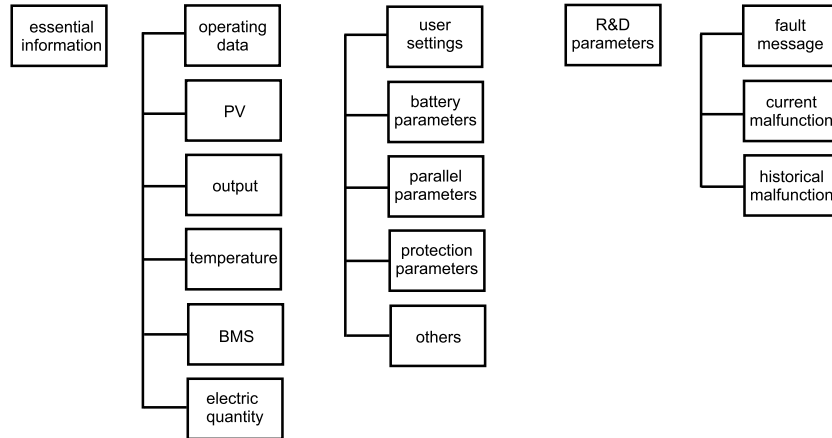 essential
information
operating
data
PV
output
temperature
BMS
electric
quantity
user
settings
battery
parameters
parallel
parameters
protection
parameters
others
R&D
parameters
fault
message
current
malfunction
historical
malfunction